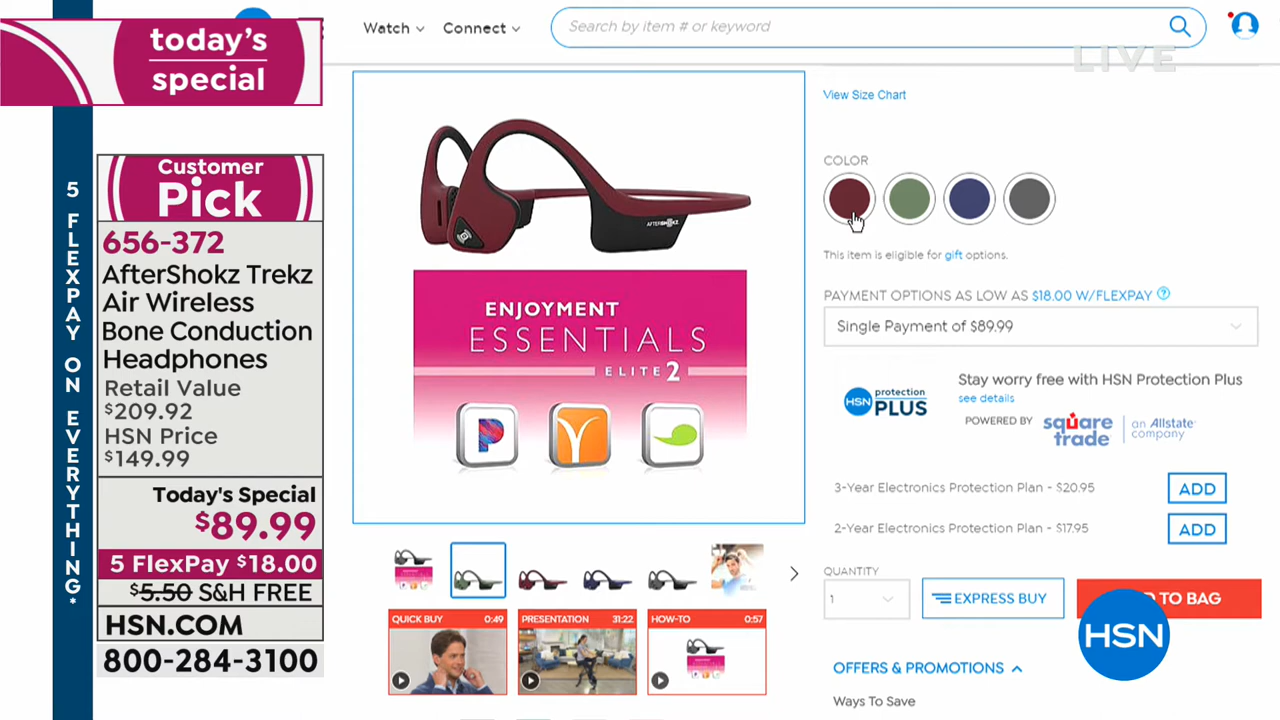 today's
special
5 FLEXPAY ON EVERYTHING*
Customer
Pick
656-372
AfterShokz Trekz
Air Wireless
Bone Conduction
Headphones
Retail Value
$209.92
HSN Price
$149.99
Today's Special
$89.99
5 FlexPay $18.00
$5.50 S&H FREE
HSN.COM
800-284-3100
Watch
Connect
Search by item # or keyword
LIVE
AFTERSHOKZ
ENJOYMENT
ESSENTIALS
ELITE 2
QUICK BUY 0:49
PRESENTATION 31:22
HOW-TO 0:57
View Size Chart
COLOR
This item is eligible for gift options.
PAYMENT OPTIONS AS LOW AS $18.00 W/FLEXPAY ?
Single Payment of $89.99
HSN protection PLUS
Stay worry free with HSN Protection Plus
see details
POWERED BY
square trade
an Allstate company
3-Year Electronics Protection Plan - $20.95
ADD
2-Year Electronics Protection Plan - $17.95
ADD
QUANTITY
1
EXPRESS BUY
TO BAG
HSN
OFFERS & PROMOTIONS
Ways To Save